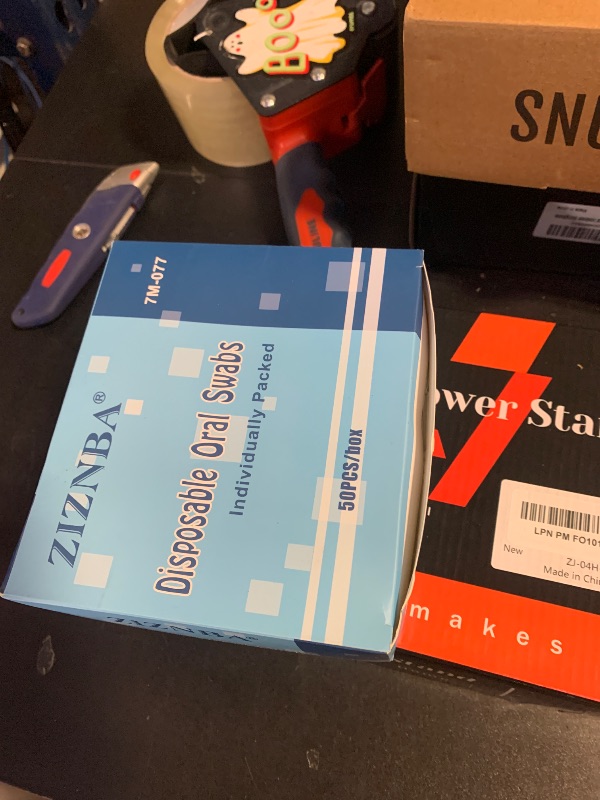 BOO
SNU
7M-077
ZIZNBA®
Disposable Oral Swabs
Individually Packed
50PCS/box
ZIZNBA®
ower Sta
LPN PM FO101
New
ZJ-04H
Made in Chin
makes